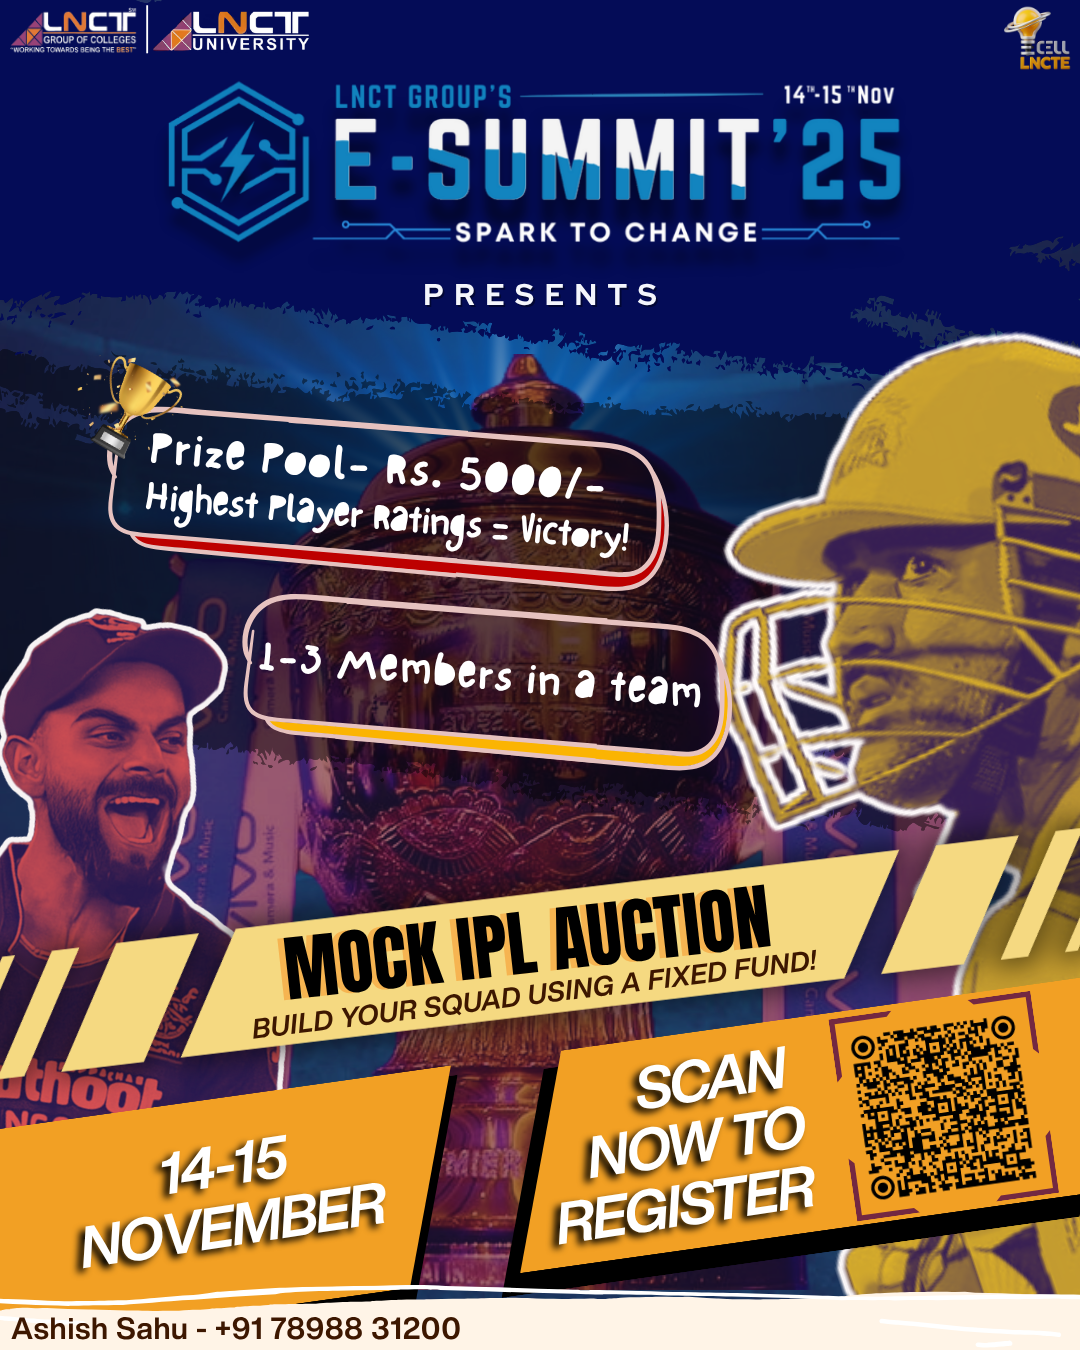 LNCT
GROUP OF COLLEGES
"WORKING TOWARDS BEING THE BEST"
LNCT
UNIVERSITY
E CELL
LNCTE
LNCT GROUP'S
14TH-15TH NOV
E-SUMMIT'25
SPARK TO CHANGE
PRESENTS
Prize Pool- Rs. 5000/-
Highest Player Ratings = Victory!
1-3 Members in a team
MOCK IPL AUCTION
BUILD YOUR SQUAD USING A FIXED FUND!
14-15
NOVEMBER
SCAN
NOW TO
REGISTER
Ashish Sahu - +91 78988 31200